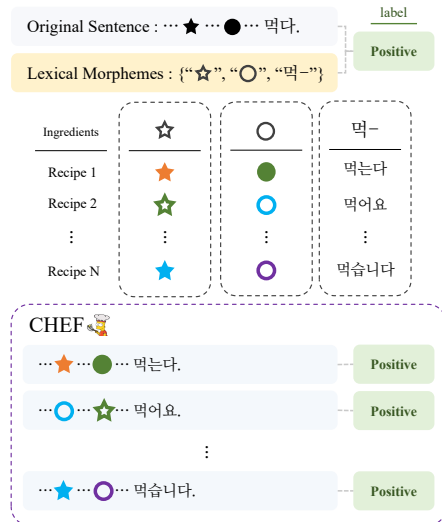 label
Original Sentence : ⋯ ★ ⋯ ● ⋯ 먹다.
Positive
Lexical Morphemes : {“☆”, “○”, “먹–”}
Ingredients ☆ ○ 먹–
Recipe 1 ★ ● 먹는다
Recipe 2 ☆ ○ 먹어요
⋮ ⋮ ⋮ ⋮
Recipe N ★ ○ 먹습니다
CHEF
⋯ ★ ⋯ ● ⋯ 먹는다. Positive
⋯ ○ ⋯ ☆ ⋯ 먹어요. Positive
⋮
⋯ ★ ⋯ ○ ⋯ 먹습니다. Positive